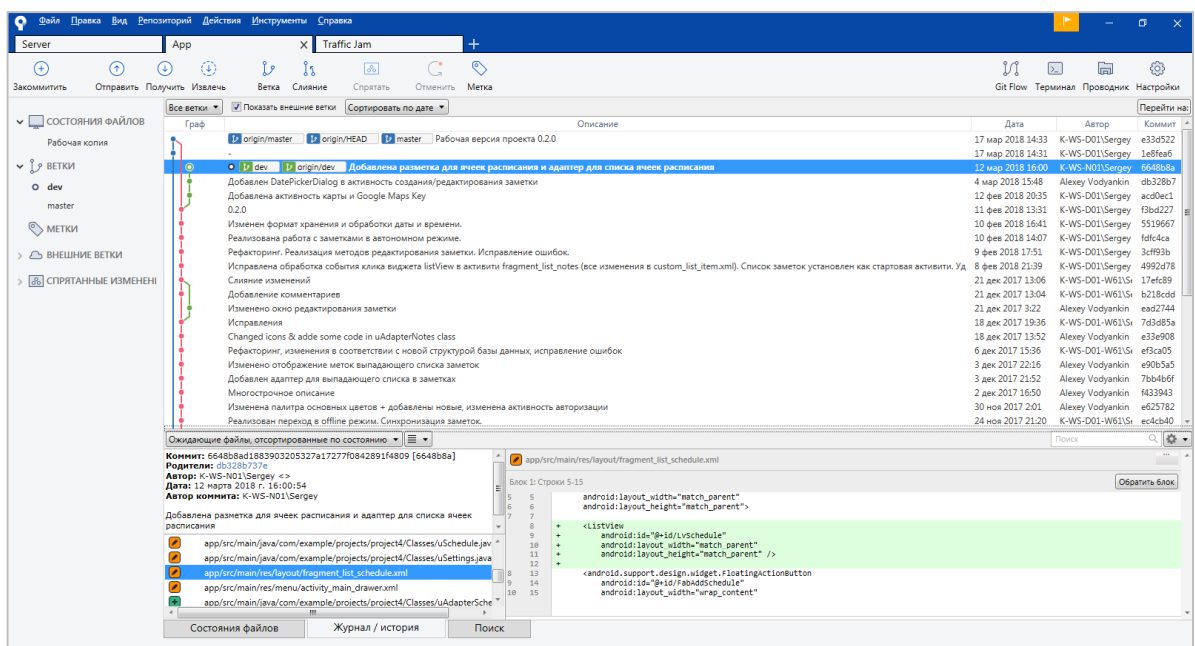 Файл Правка Вид Репозиторий Действия Инструменты Справка
Server App X Traffic Jam +
Закоммитить Отправить Получить Извлечь Ветка Слияние Спрятать Отменить Метка Git Flow Терминал Проводник Настройки
Все ветки Показать внешние ветки Сортировать по дате Перейти на:
СОСТОЯНИЯ ФАЙЛОВ
Рабочая копия
ВЕТКИ
dev
master
МЕТКИ
ВНЕШНИЕ ВЕТКИ
СПРЯТАННЫЕ ИЗМЕНЕНІ
Граф Описание Дата Автор Коммит
origin/master origin/HEAD master Рабочая версия проекта 0.2.0 17 мар 2018 14:33 K-WS-D01\Sergey e33d522
- 17 мар 2018 14:31 K-WS-D01\Sergey 1e8fea6
dev origin/dev Добавлена разметка для ячеек расписания и адаптер для списка ячеек расписания 12 мар 2018 16:00 K-WS-N01\Sergey 6648b8a
Добавлен DatePickerDialog в активность создания/редактирования заметки 4 мар 2018 15:48 Alexey Vodyankin db328b7
Добавлена активность карты и Google Maps Key 12 фев 2018 20:35 Alexey Vodyankin acd0ec1
0.2.0 11 фев 2018 13:31 K-WS-D01\Sergey f3bd227
Изменен формат хранения и обработки даты и времени. 10 фев 2018 16:41 K-WS-D01\Sergey 5519667
Реализована работа с заметками в автономном режиме. 10 фев 2018 14:07 K-WS-D01\Sergey fdfc4ca
Рефакторинг. Реализация методов редактирования заметки. Исправление ошибок. 9 фев 2018 17:51 K-WS-D01\Sergey 3cff93b
Исправлена обработка события клика виджета listView в активити fragment_list_notes (все изменения в custom_list_item.xml). Список заметок установлен как стартовая активити. Уд 8 фев 2018 21:39 K-WS-D01\Sergey 4992d78
Слияние изменений 21 дек 2017 13:06 K-WS-D01-W61\Se 17efc89
Добавление комментариев 21 дек 2017 13:04 K-WS-D01-W61\Se b218cdd
Изменено окно редактирования заметки 21 дек 2017 3:22 Alexey Vodyankin ead2744
Исправления 18 дек 2017 19:36 K-WS-D01-W61\Se 7d3d85a
Changed icons & adde some code in uAdapterNotes class 18 дек 2017 13:52 Alexey Vodyankin e33e908
Рефакторинг, изменения в соответствии с новой структурой базы данных, исправление ошибок 6 дек 2017 15:36 K-WS-D01-W61\Se ef3ca05
Изменено отображение меток выпадающего списка заметок 3 дек 2017 22:16 Alexey Vodyankin e90b5a5
Добавлен адаптер для выпадающего списка в заметках 3 дек 2017 21:52 Alexey Vodyankin 7bb4b6f
Многострочное описание 2 дек 2017 16:50 Alexey Vodyankin f433943
Изменена палитра основных цветов + добавлены новые, изменена активность авторизации 30 ноя 2017 2:01 Alexey Vodyankin e625782
Реализован переход в offline режим. Синхронизация заметок. 24 ноя 2017 21:20 K-WS-D01-W61\Se ec4cb40
Ожидающие файлы, отсортированные по состоянию Поиск
Коммит: 6648b8ad1883903205327a17277f0842891f4809 [6648b8a]
Родители: db328b737e
Автор: K-WS-N01\Sergey <>
Дата: 12 марта 2018 г. 16:00:54
Автор коммита: K-WS-N01\Sergey
Добавлена разметка для ячеек расписания и адаптер для списка ячеек
расписания
app/src/main/java/com/example/projects/project4/Classes/uSchedule.jav
app/src/main/java/com/example/projects/project4/Classes/uSettings.java
app/src/main/res/layout/fragment_list_schedule.xml
app/src/main/res/menu/activity_main_drawer.xml
app/src/main/java/com/example/projects/project4/Classes/uAdapterSche
app/src/main/res/layout/fragment_list_schedule.xml
Блок 1: Строки 5-15 Обратить блок
5 5 android:layout_width="match_parent"
6 6 android:layout_height="match_parent">
7 7
8 + <ListView
9 + android:id="@+id/LvSchedule"
10 + android:layout_width="match_parent"
11 + android:layout_height="match_parent" />
12 +
8 13 <android.support.design.widget.FloatingActionButton
9 14 android:id="@+id/FabAddSchedule"
10 15 android:layout_width="wrap_content"
Состояния файлов Журнал / история Поиск